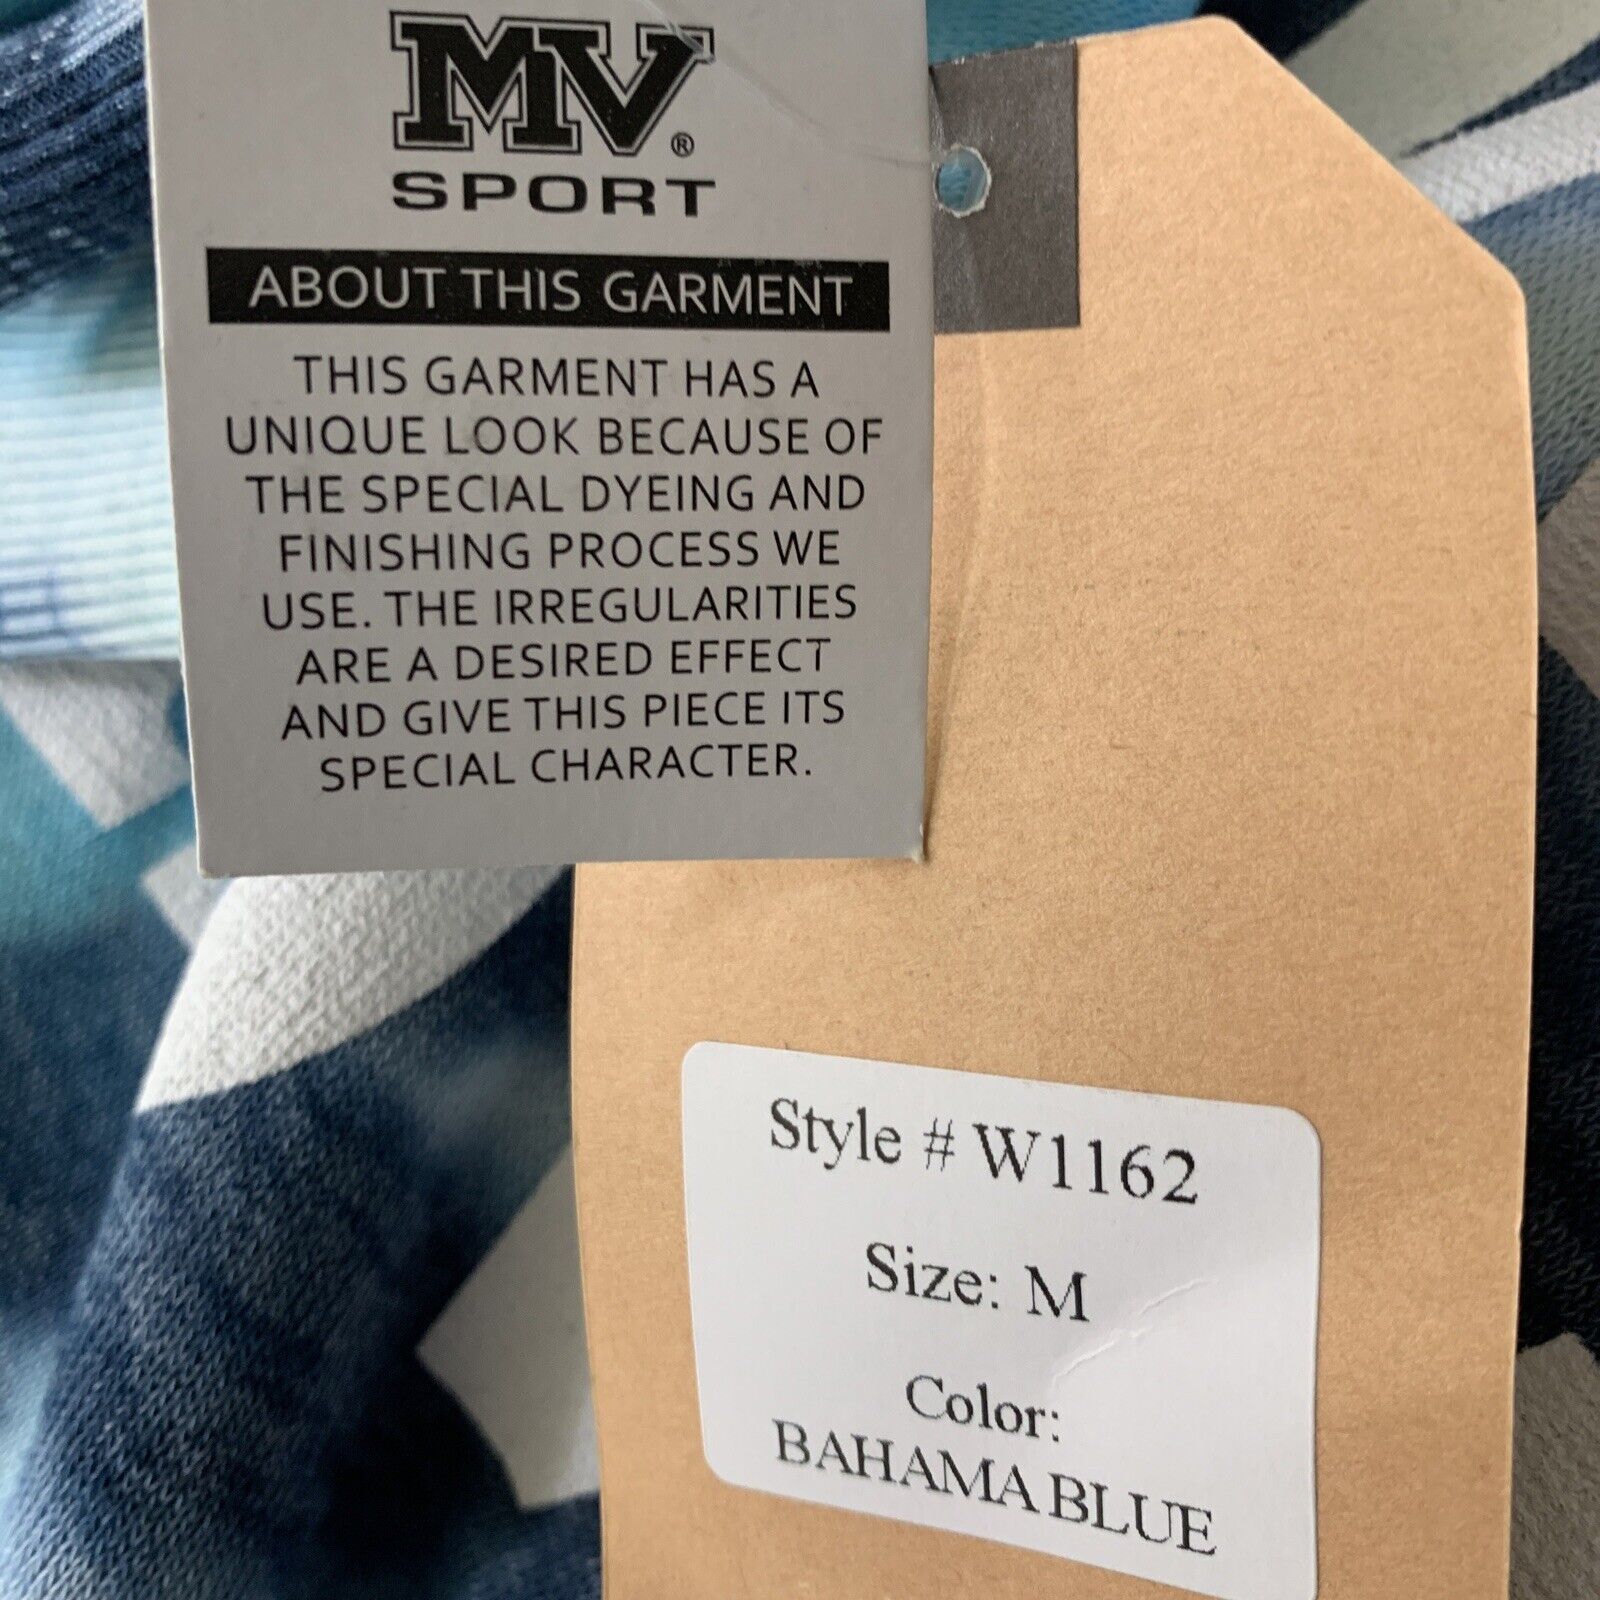 MV®
SPORT
ABOUT THIS GARMENT
THIS GARMENT HAS A
UNIQUE LOOK BECAUSE OF
THE SPECIAL DYEING AND
FINISHING PROCESS WE
USE. THE IRREGULARITIES
ARE A DESIRED EFFECT
AND GIVE THIS PIECE ITS
SPECIAL CHARACTER.
Style # W1162
Size: M
Color:
BAHAMA BLUE